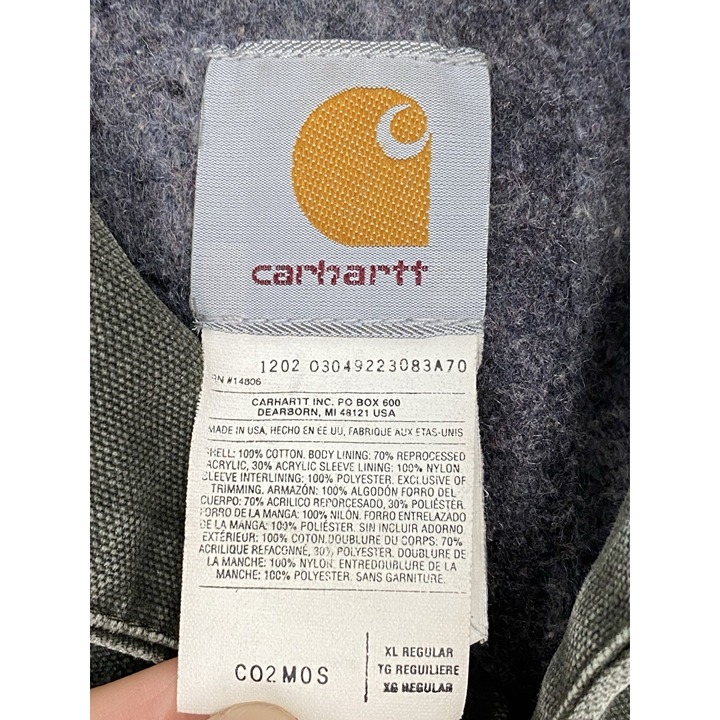 carhartt
1202 03049223083A70
RN #14806
CARHARTT INC. PO BOX 600
DEARBORN, MI 48121 USA
MADE IN USA, HECHO EN EE UU, FABRIQUE AUX ETAS-UNIS
SHELL: 100% COTTON. BODY LINING: 70% REPROCESSED
ACRYLIC, 30% ACRYLIC SLEEVE LINING: 100% NYLON
SLEEVE INTERLINING: 100% POLYESTER. EXCLUSIVE OF
TRIMMING. ARMAZÓN: 100% ALGODÓN FORRO DEL
CUERPO: 70% ACRILICO REPORCESADO, 30% POLIÉSTER
FORRO DE LA MANGA: 100% NILÓN. FORRO ENTRELAZADO
DE LA MANGA: 100% POLIÉSTER. SIN INCLUIR ADORNO
EXTÉRIEUR: 100% COTON.DOUBLURE DU CORPS: 70%
ACRILIQUE REFAÇONNÉ, 30% POLYESTER. DOUBLURE DE
LA MANCHE: 100% NYLON. ENTREDOUBLURE DE LA
MANCHE: 100% POLYESTER. SANS GARNITURE.
C02 M0S
XL REGULAR
TG REGUILIERE
XG REGULAR